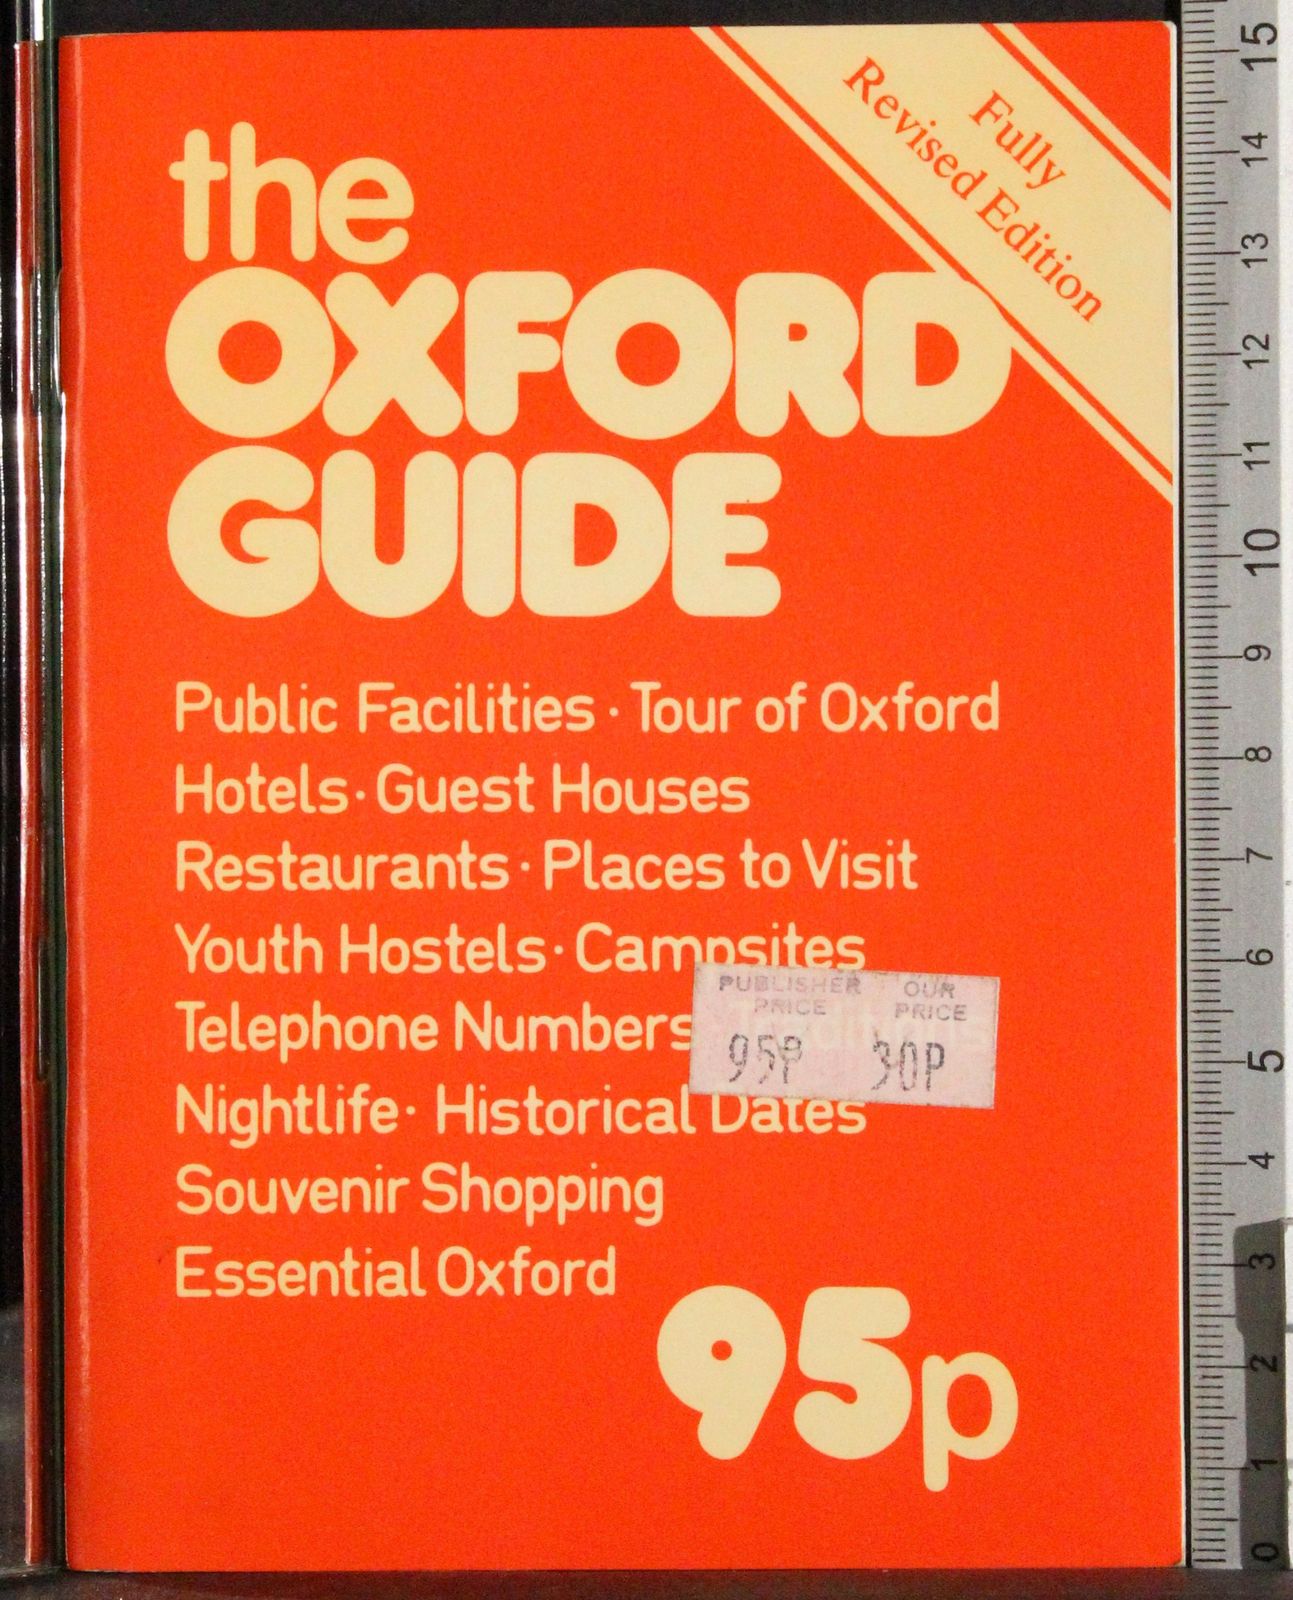 Fully
Revised Edition
the
OXFORD
GUIDE
Public Facilities · Tour of Oxford
Hotels · Guest Houses
Restaurants · Places to Visit
Youth Hostels · Campsites
Telephone Numbers
PUBLISHER PRICE 95P
OUR PRICE 30P
Nightlife · Historical Dates
Souvenir Shopping
Essential Oxford
95p
15
14
13
12
11
10
9
8
7
6
5
4
3
2
1
0